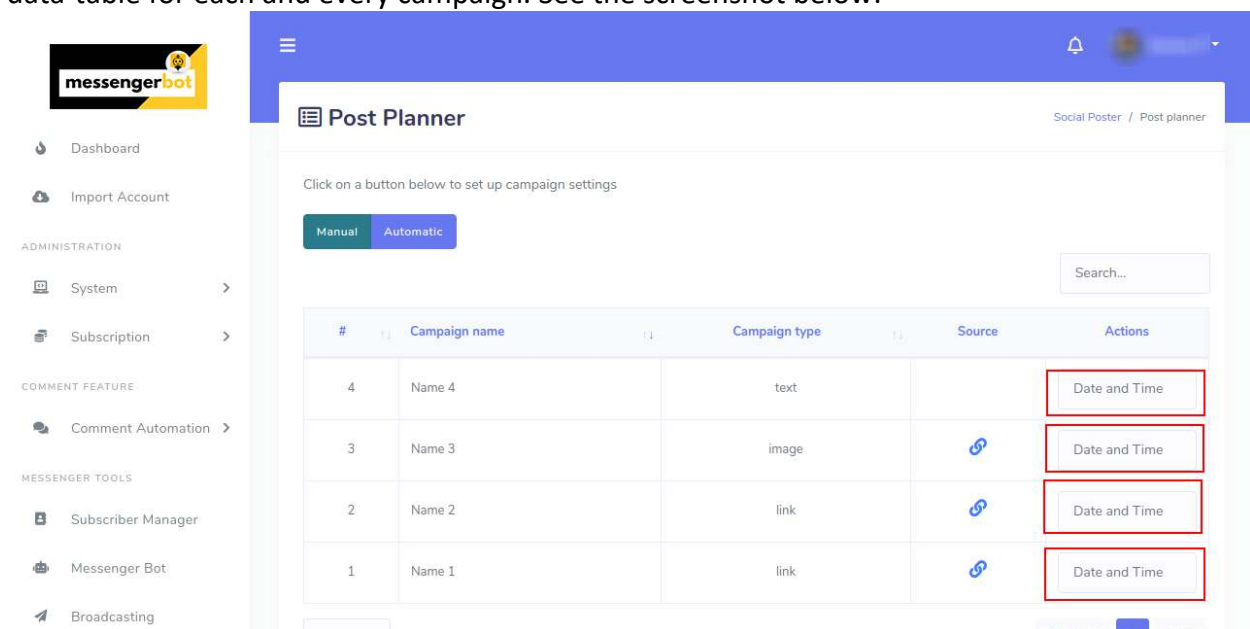 data-table for each and every campaign. See the screenshot below:
messengerbot
Dashboard
Import Account
ADMINISTRATION
System
Subscription
COMMENT FEATURE
Comment Automation
MESSENGER TOOLS
Subscriber Manager
Messenger Bot
Broadcasting
Post Planner
Social Poster / Post planner
Click on a button below to set up campaign settings
Manual Automatic
Search...
# Campaign name Campaign type Source Actions
4 Name 4 text Date and Time
3 Name 3 image Date and Time
2 Name 2 link Date and Time
1 Name 1 link Date and Time